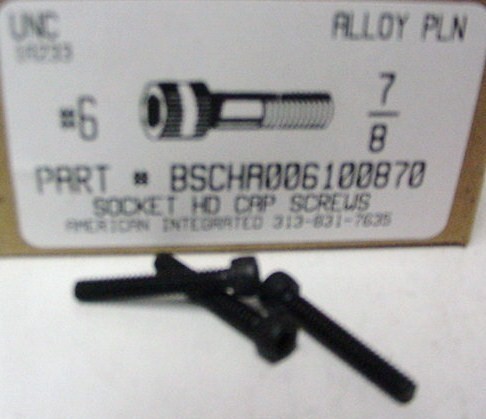 UNC ALLOY PLN
#6 7/8
PART # BSCHA006100870
SOCKET HD CAP SCREWS
AMERICAN INTEGRATED 313-831-7635